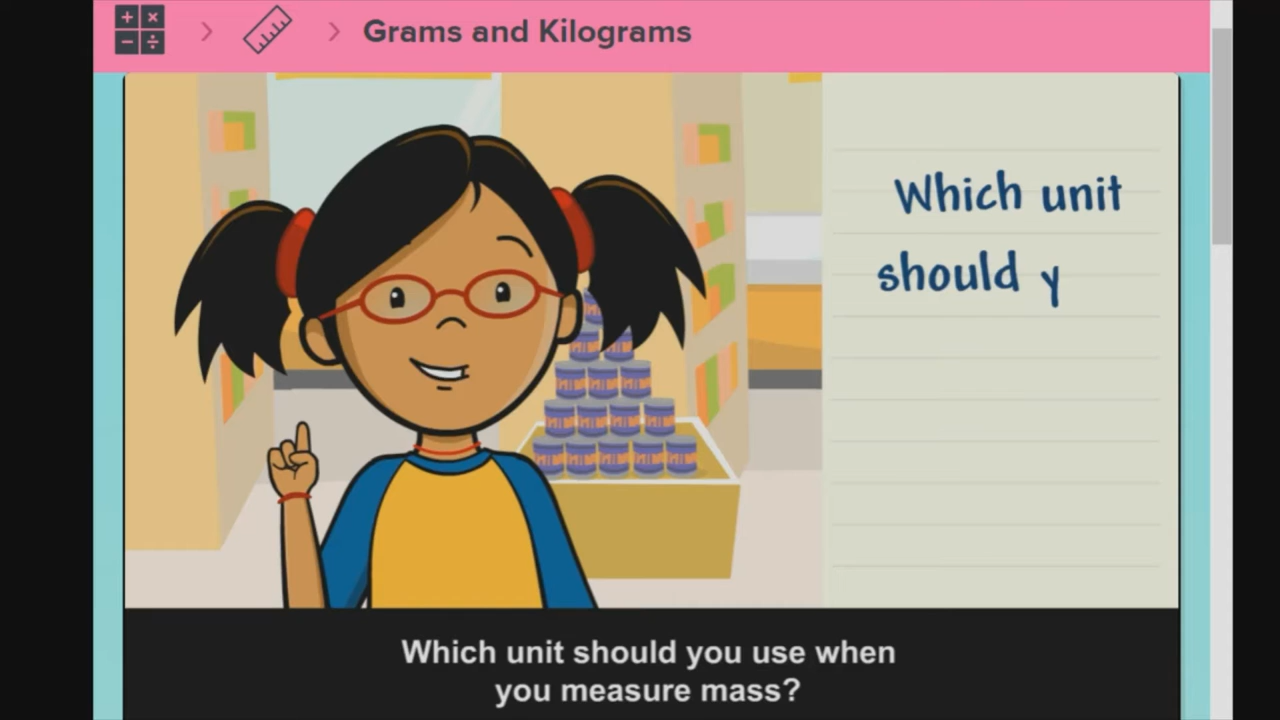 Grams and Kilograms
Which unit
should y
Which unit should you use when
you measure mass?